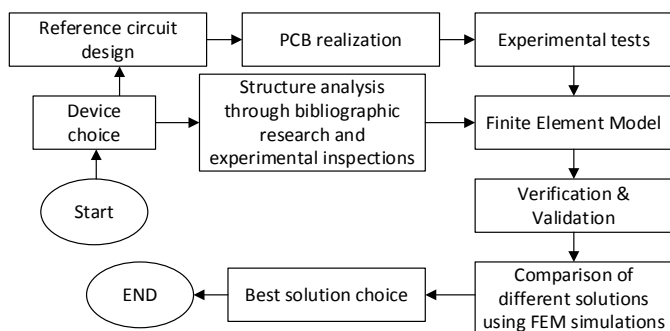 Reference circuit
design
PCB realization
Experimental tests
Device
choice
Structure analysis
through bibliographic
research and
experimental inspections
Finite Element Model
Start
Verification &
Validation
END
Best solution choice
Comparison of
different solutions
using FEM simulations